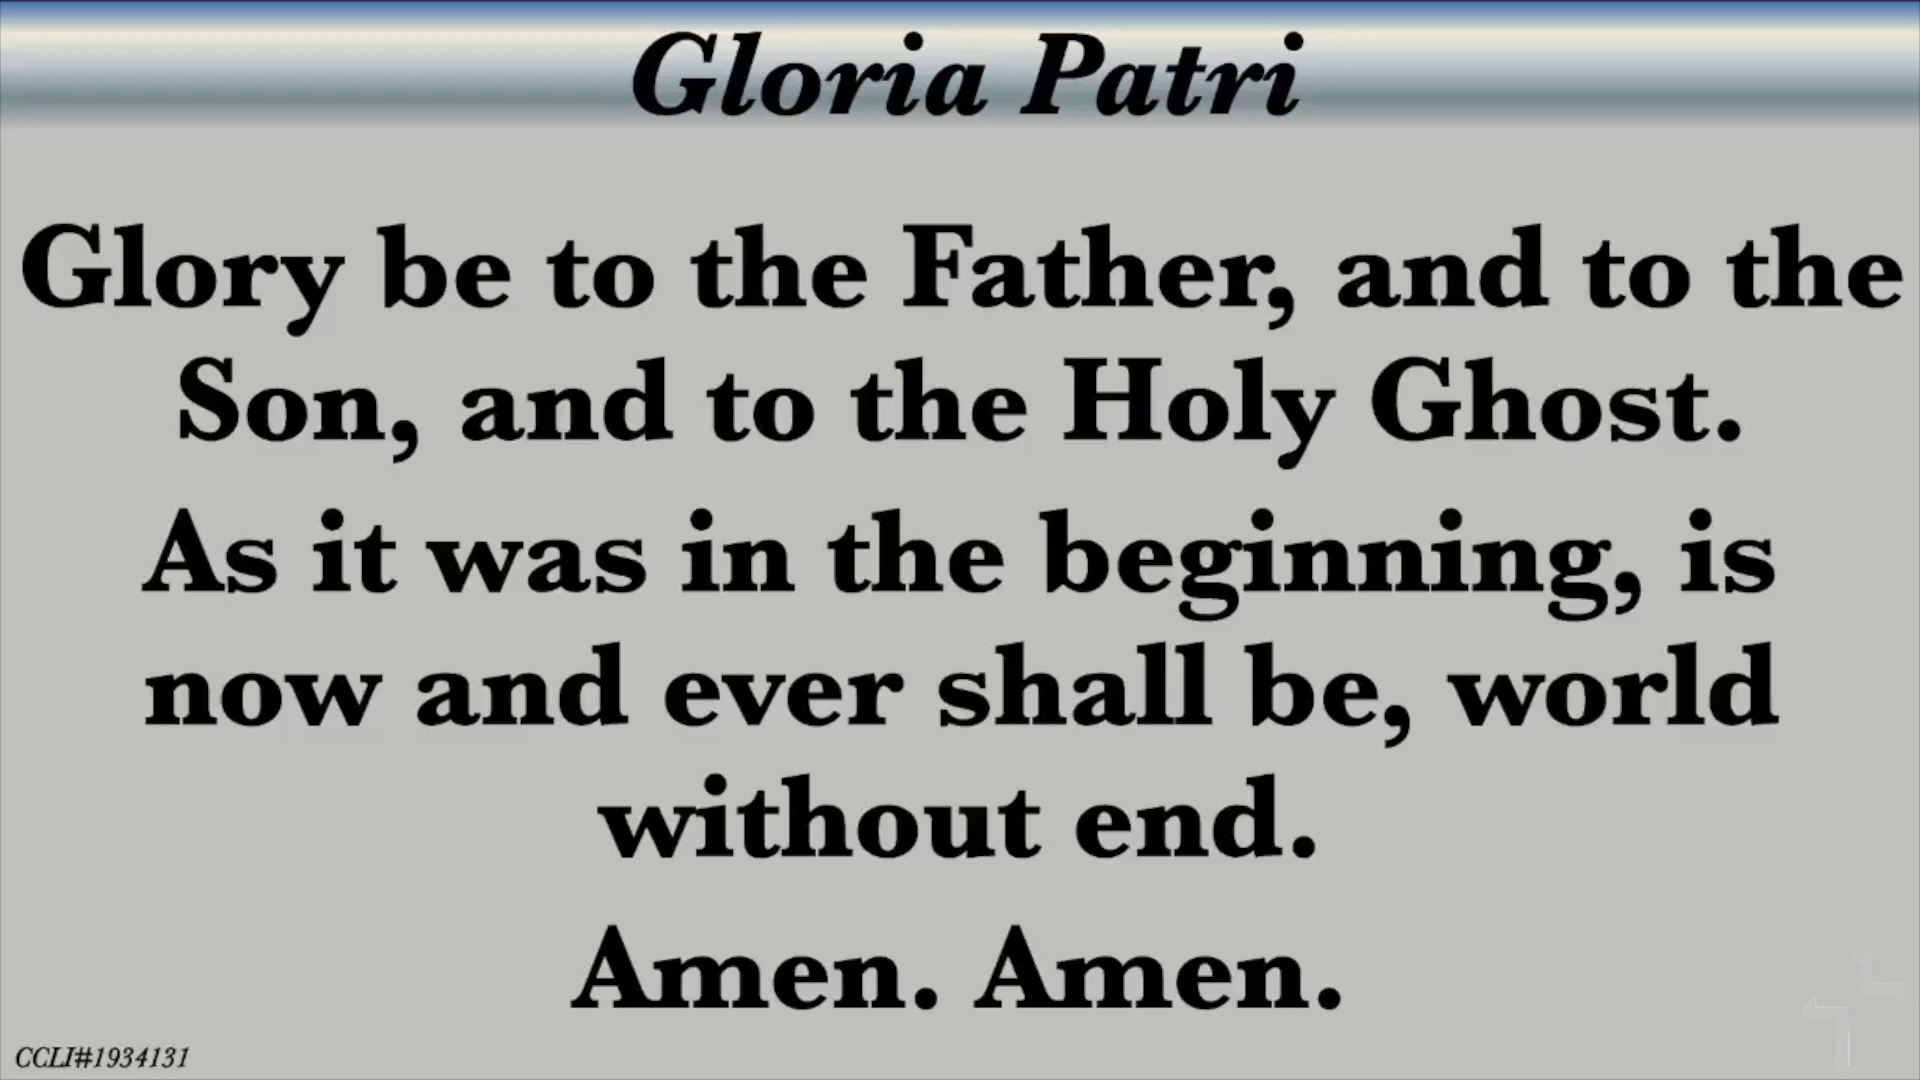 Gloria Patri
Glory be to the Father, and to the
Son, and to the Holy Ghost.
As it was in the beginning, is
now and ever shall be, world
without end.
Amen. Amen.
CCLI#1934131